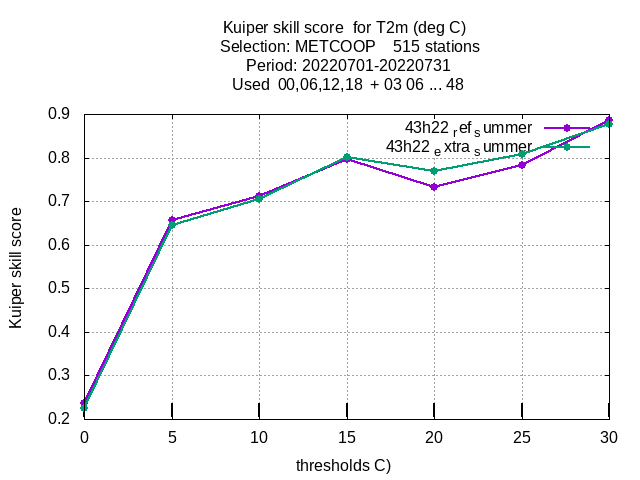 Kuiper skill score  for T2m (deg C)
Selection: METCOOP    515 stations
Period: 20220701-20220731
Used  00,06,12,18  + 03 06 ... 48
0.9
0.8
0.7
0.6
0.5
0.4
0.3
0.2
43h22 ref summer
43h22 extra summer
Kuiper skill score
0 5 10 15 20 25 30
thresholds C)